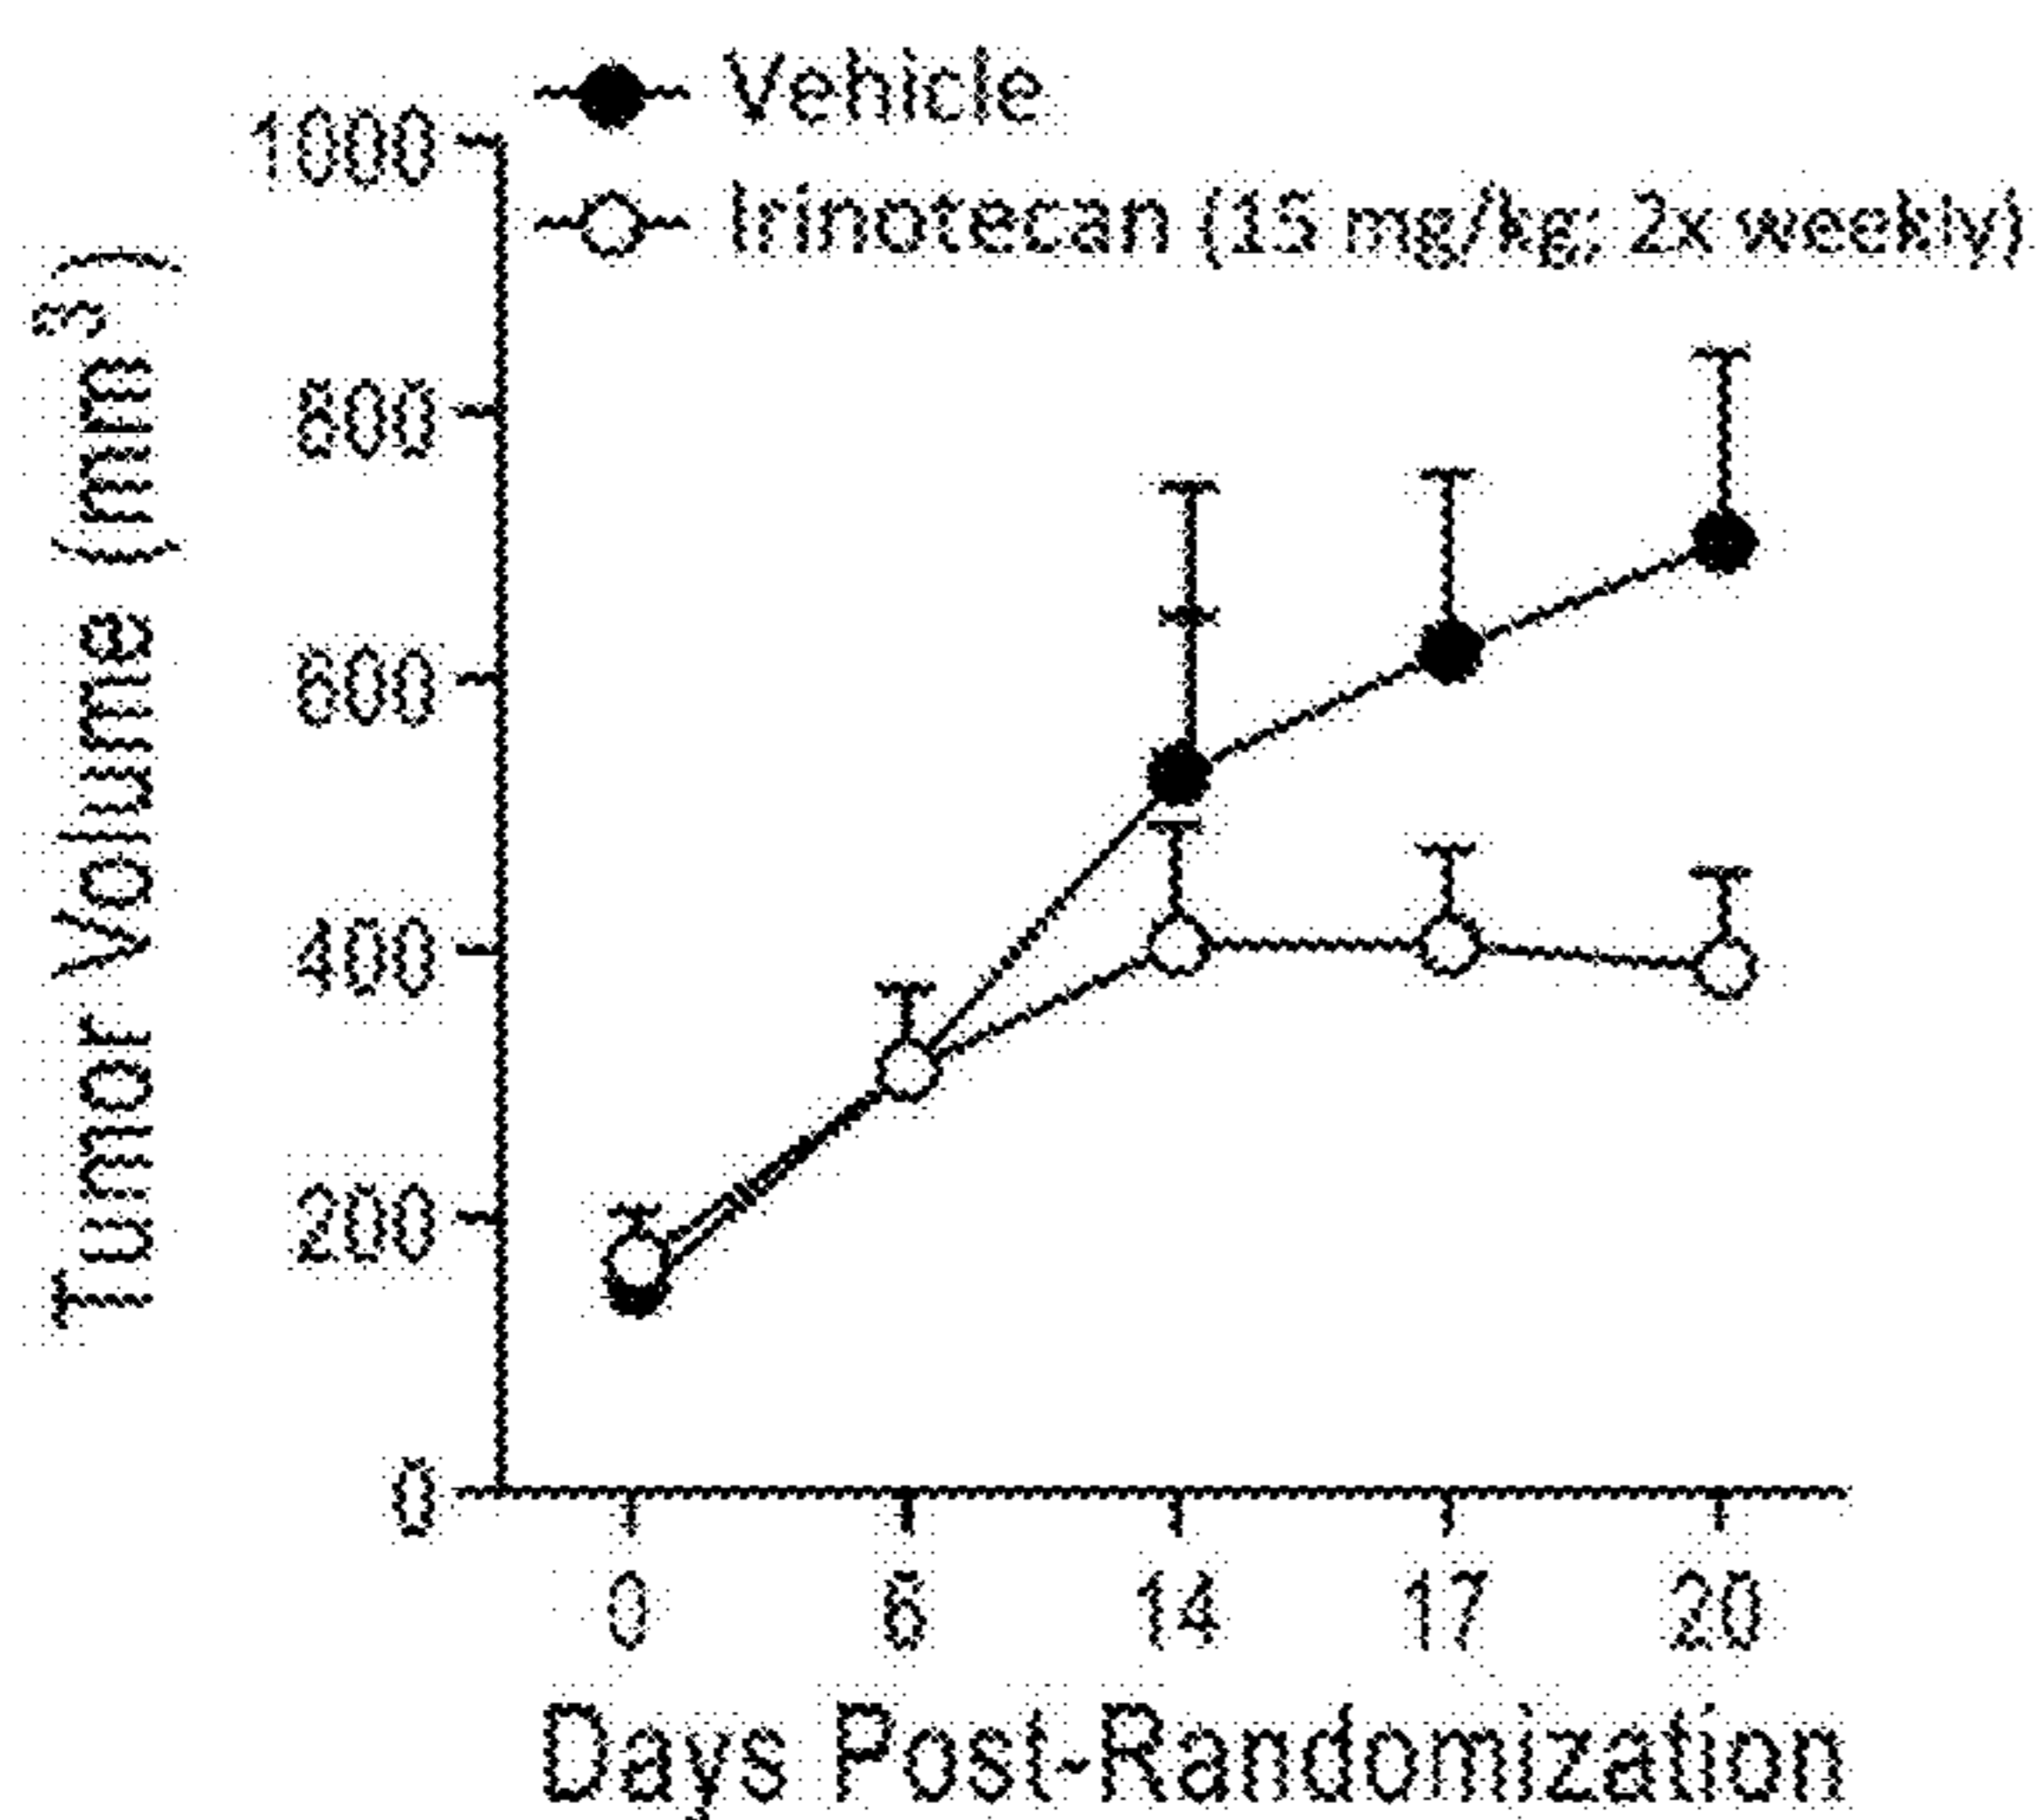 Vehicle
Irinotecan (15 mg/kg; 2x weekly)
Tumor Volume (mm³)
1000
800
600
400
200
0
0
6
14
17
20
Days Post-Randomization